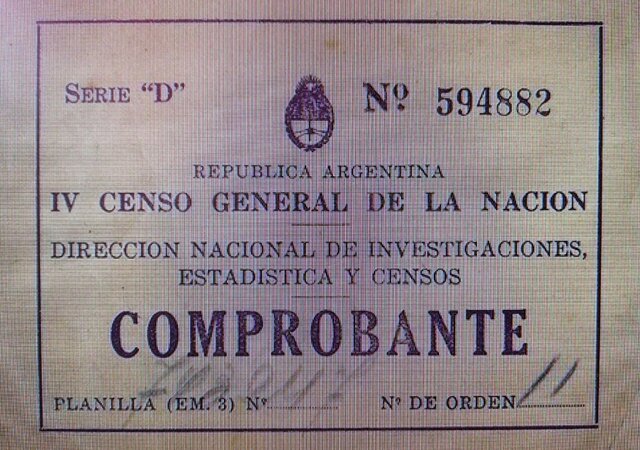 SERIE "D" Nº 594882
REPUBLICA ARGENTINA
IV CENSO GENERAL DE LA NACION
DIRECCION NACIONAL DE INVESTIGACIONES,
ESTADISTICA Y CENSOS
COMPROBANTE
PLANILLA (EM. 3) Nº Nº DE ORDEN 11